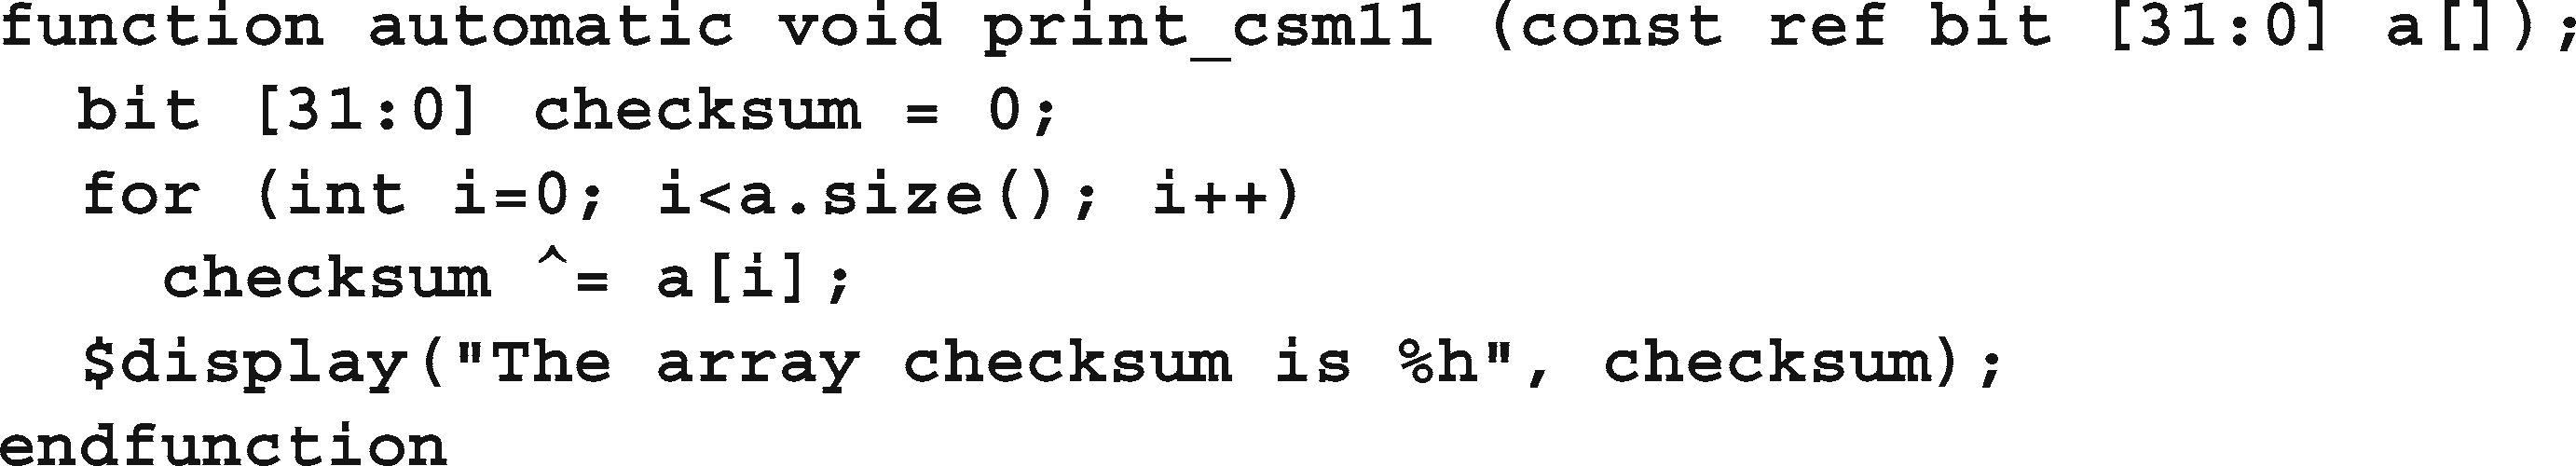 function automatic void print_csm11 (const ref bit [31:0] a[]);
  bit [31:0] checksum = 0;
  for (int i=0; i<a.size(); i++)
    checksum ^= a[i];
  $display("The array checksum is %h", checksum);
endfunction